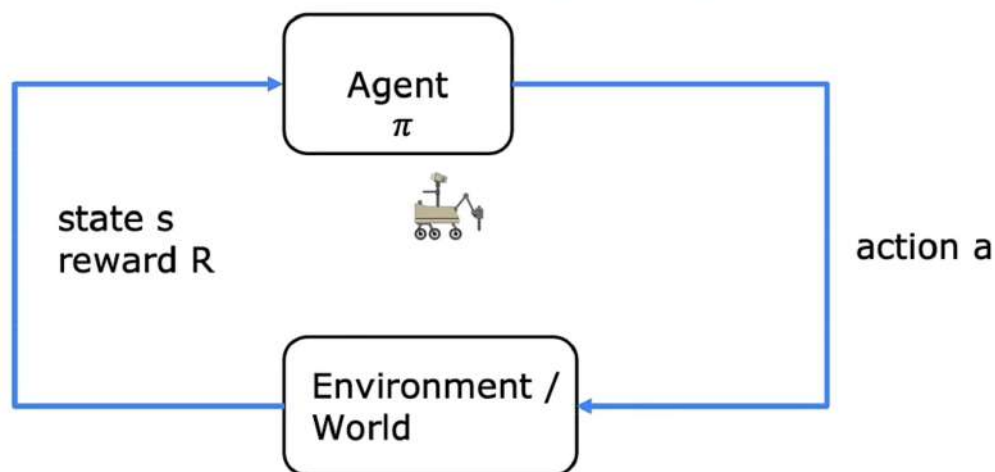 Agent
π
state s
reward R
action a
Environment /
World